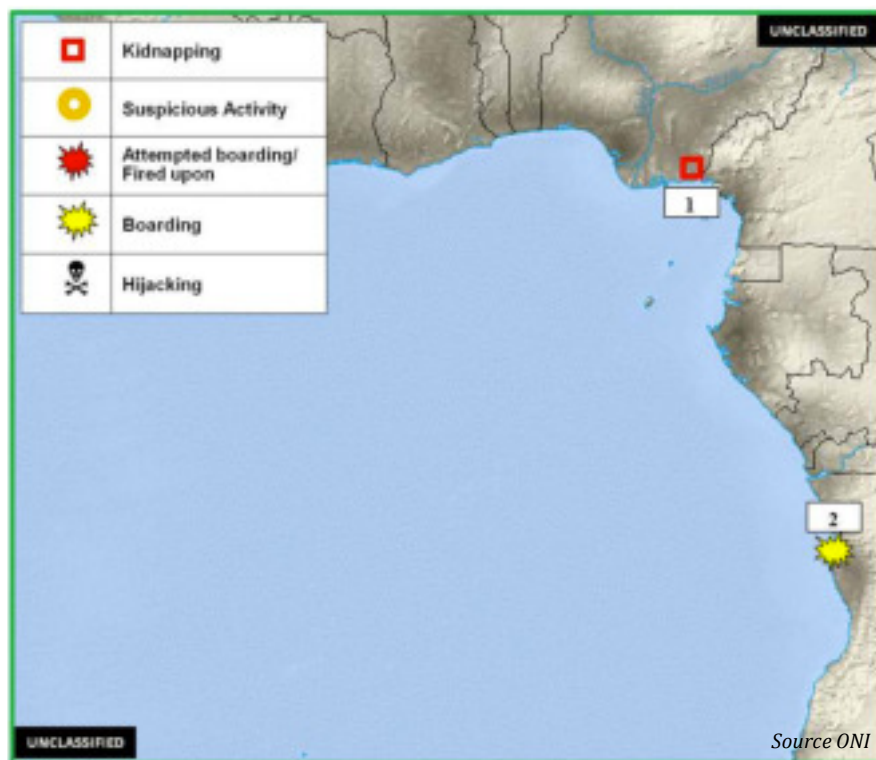 UNCLASSIFIED
Kidnapping
Suspicious Activity
Attempted boarding/
Fired upon
Boarding
Hijacking
1
2
UNCLASSIFIED
Source ONI